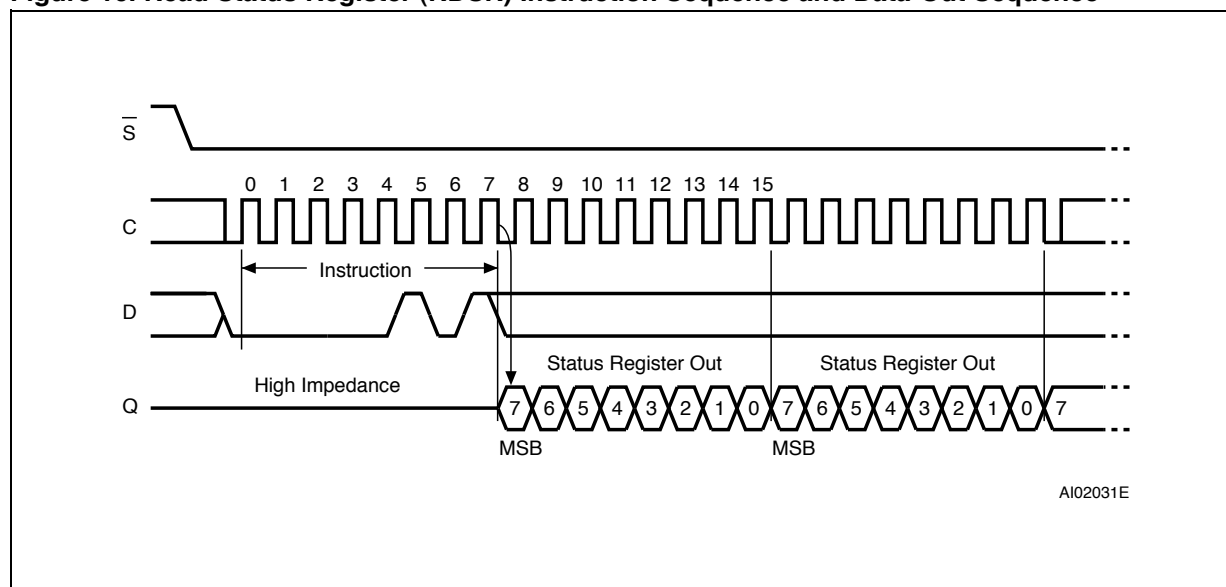 Read Status Register (RDSR) Instruction Sequence and Data-Out Sequence
S
0 1 2 3 4 5 6 7 8 9 10 11 12 13 14 15
C
Instruction
D
Status Register Out Status Register Out
High Impedance
Q 7 6 5 4 3 2 1 0 7 6 5 4 3 2 1 0 7
MSB MSB
AI02031E